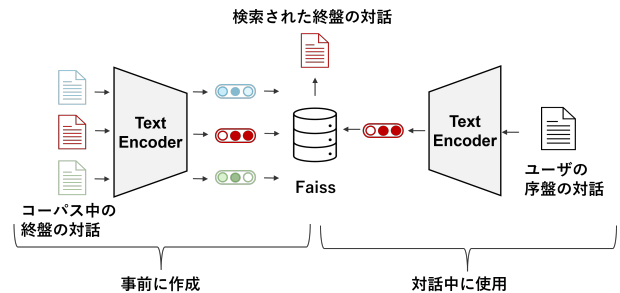 検索された終盤の対話
Text
Encoder
Text
Encoder
Faiss
コーパス中の
終盤の対話
ユーザの
序盤の対話
事前に作成
対話中に使用